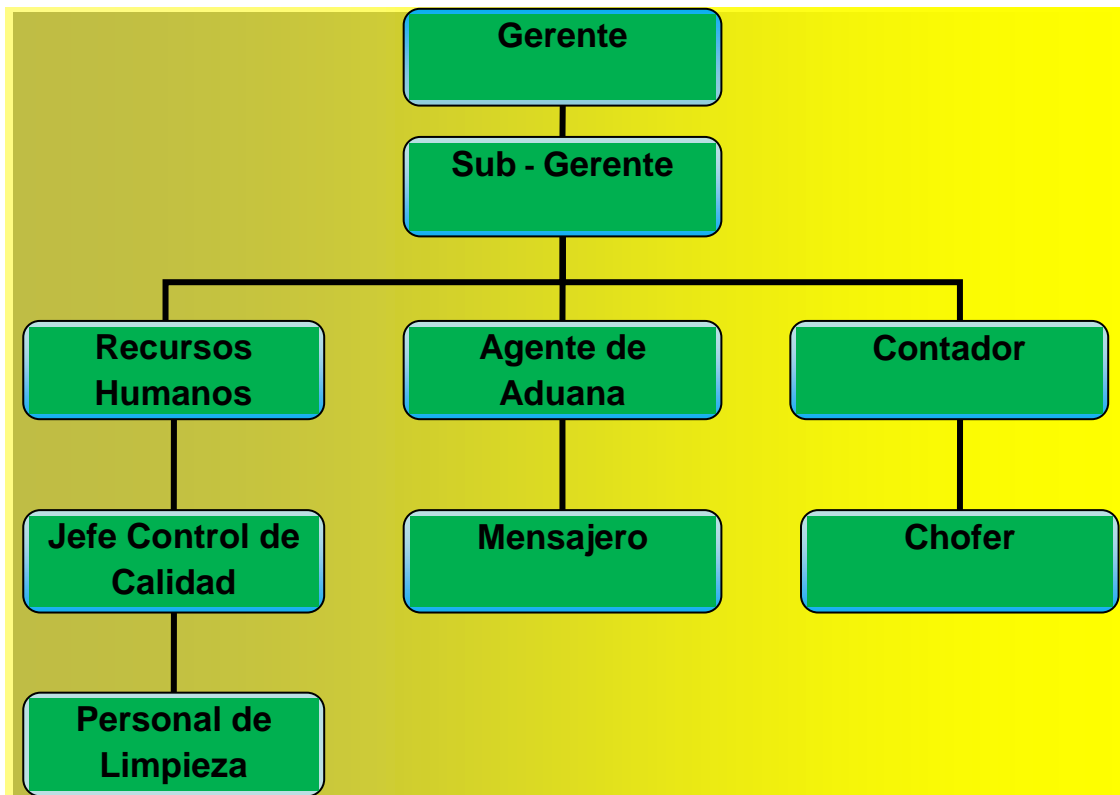 Gerente
Sub - Gerente
Recursos
Humanos
Agente de
Aduana
Contador
Jefe Control de
Calidad
Mensajero
Chofer
Personal de
Limpieza